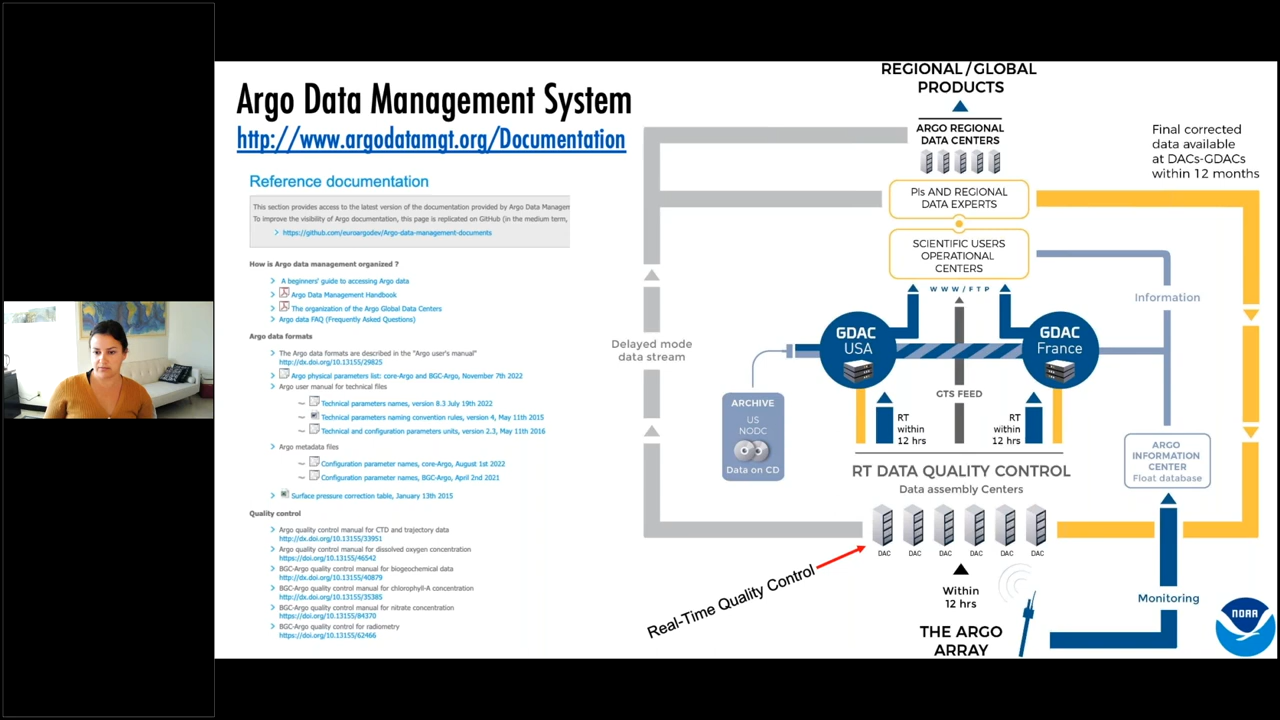 Argo Data Management System
http://www.argodatamgt.org/Documentation
Reference documentation
This section provides access to the latest version of the documentation provided by Argo Data Managem
To improve the visibility of Argo documentation, this page is replicated on GitHub (in the medium term,
https://github.com/euroargodev/Argo-data-management-documents
How is Argo data management organized ?
A beginners' guide to accessing Argo data
Argo Data Management Handbook
The organization of the Argo Global Data Centers
Argo data FAQ (Frequently Asked Questions)
Argo data formats
The Argo data formats are described in the "Argo user's manual"
http://dx.doi.org/10.13155/29825
Argo physical parameters list: core-Argo and BGC-Argo, November 7th 2022
Argo user manual for technical files
Technical parameters names, version 8.3 July 19th 2022
Technical parameters naming convention rules, version 4, May 11th 2015
Technical and configuration parameters units, version 2.3, May 11th 2016
Argo metadata files
Configuration parameter names, core-Argo, August 1st 2022
Configuration parameter names, BGC-Argo, April 2nd 2021
Surface pressure correction table, January 13th 2015
Quality control
Argo quality control manual for CTD and trajectory data
http://dx.doi.org/10.13155/33951
Argo quality control manual for dissolved oxygen concentration
https://doi.org/10.13155/46542
BGC-Argo quality control manual for biogeochemical data
http://dx.doi.org/10.13155/40879
BGC-Argo quality control manual for chlorophyll-A concentration
http://dx.doi.org/10.13155/35385
BGC-Argo quality control manual for nitrate concentration
https://doi.org/10.13155/84370
BGC-Argo quality control for radiometry
https://doi.org/10.13155/62466
REGIONAL/GLOBAL
PRODUCTS
ARGO REGIONAL
DATA CENTERS
PIs AND REGIONAL
DATA EXPERTS
SCIENTIFIC USERS
OPERATIONAL
CENTERS
WWW/FTP
Final corrected
data available
at DACs-GDACs
within 12 months
Information
Delayed mode
data stream
GDAC
USA
GDAC
France
GTS FEED
ARCHIVE
US
NODC
Data on CD
RT
within
12 hrs
RT
within
12 hrs
ARGO
INFORMATION
CENTER
Float database
RT DATA QUALITY CONTROL
Data assembly Centers
DAC DAC DAC DAC DAC DAC
Real-Time Quality Control
Within
12 hrs
Monitoring
THE ARGO
ARRAY
NOAA